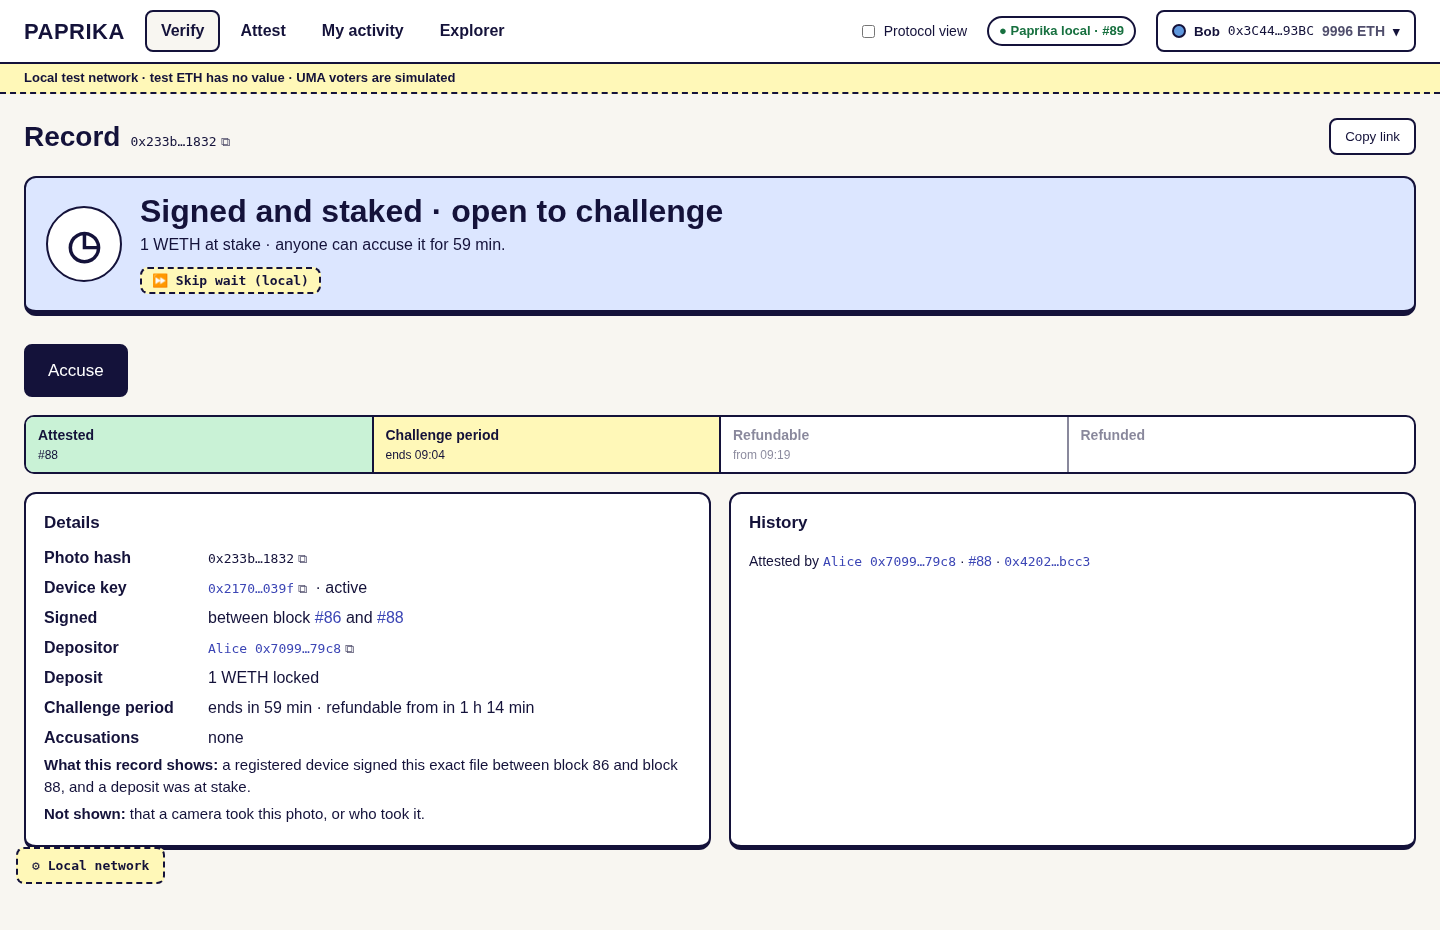 PAPRIKA Verify Attest My activity Explorer Protocol view ● Paprika local · #89 Bob 0x3C44…93BC 9996 ETH ▾
Local test network · test ETH has no value · UMA voters are simulated
Record 0x233b…1832 ⧉ Copy link
Signed and staked · open to challenge
1 WETH at stake · anyone can accuse it for 59 min.
⏩ Skip wait (local)
Accuse
Attested Challenge period Refundable Refunded
#88 ends 09:04 from 09:19
Details
Photo hash 0x233b…1832 ⧉
Device key 0x2170…039f ⧉ · active
Signed between block #86 and #88
Depositor Alice 0x7099…79c8 ⧉
Deposit 1 WETH locked
Challenge period ends in 59 min · refundable from in 1 h 14 min
Accusations none
What this record shows: a registered device signed this exact file between block 86 and block
88, and a deposit was at stake.
Not shown: that a camera took this photo, or who took it.
History
Attested by Alice 0x7099…79c8 · #88 · 0x4202…bcc3
⚙ Local network